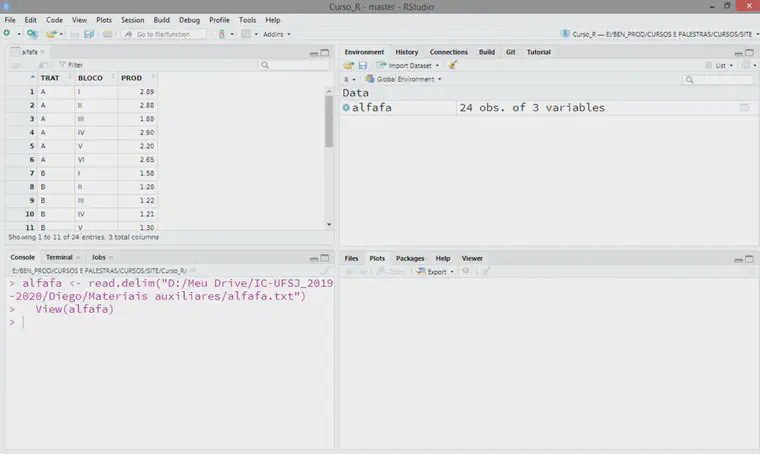 Curso_R - master - RStudio
File Edit Code View Plots Session Build Debug Profile Tools Help
Go to file/function Addins
Curso_R — E:/BEN_PROD/CURSOS E PALESTRAS/CURSOS/SITE
alfafa
Filter
TRAT BLOCO PROD
1 A I 2.89
2 A II 2.88
3 A III 1.88
4 A IV 2.90
5 A V 2.20
6 A VI 2.65
7 B I 1.58
8 B II 1.28
9 B III 1.22
10 B IV 1.21
11 B V 1.30
Showing 1 to 11 of 24 entries, 3 total columns
Environment History Connections Build Git Tutorial
Import Dataset List
R Global Environment
Data
alfafa 24 obs. of 3 variables
Console Terminal Jobs
E:/BEN_PROD/CURSOS E PALESTRAS/CURSOS/SITE/Curso_R/
> alfafa <- read.delim("D:/Meu Drive/IC-UFSJ_2019
-2020/Diego/Materiais auxiliares/alfafa.txt")
>   View(alfafa)
>
Files Plots Packages Help Viewer
Zoom Export